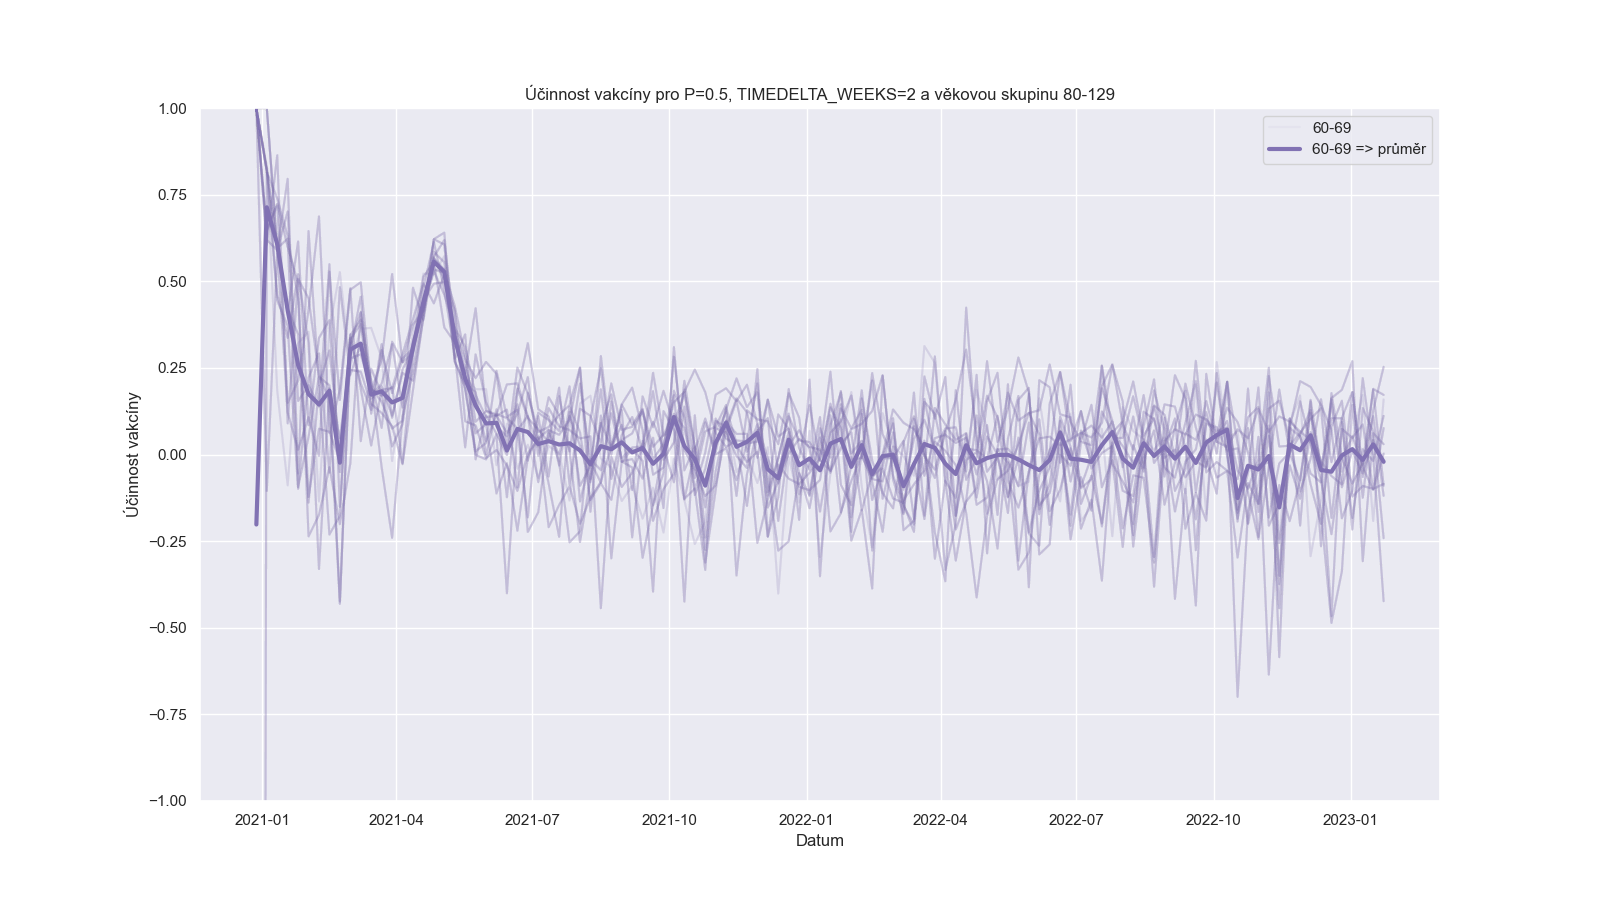 Účinnost vakcíny pro P=0.5, TIMEDELTA_WEEKS=2 a věkovou skupinu 80-129
60-69
60-69 => průměr
Účinnost vakcíny
1.00
0.75
0.50
0.25
0.00
−0.25
−0.50
−0.75
−1.00
2021-01 2021-04 2021-07 2021-10 2022-01 2022-04 2022-07 2022-10 2023-01
Datum